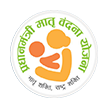 प्रधानमंत्री मातृ वंदना योजना
मातृ शक्ति, राष्ट्र शक्ति